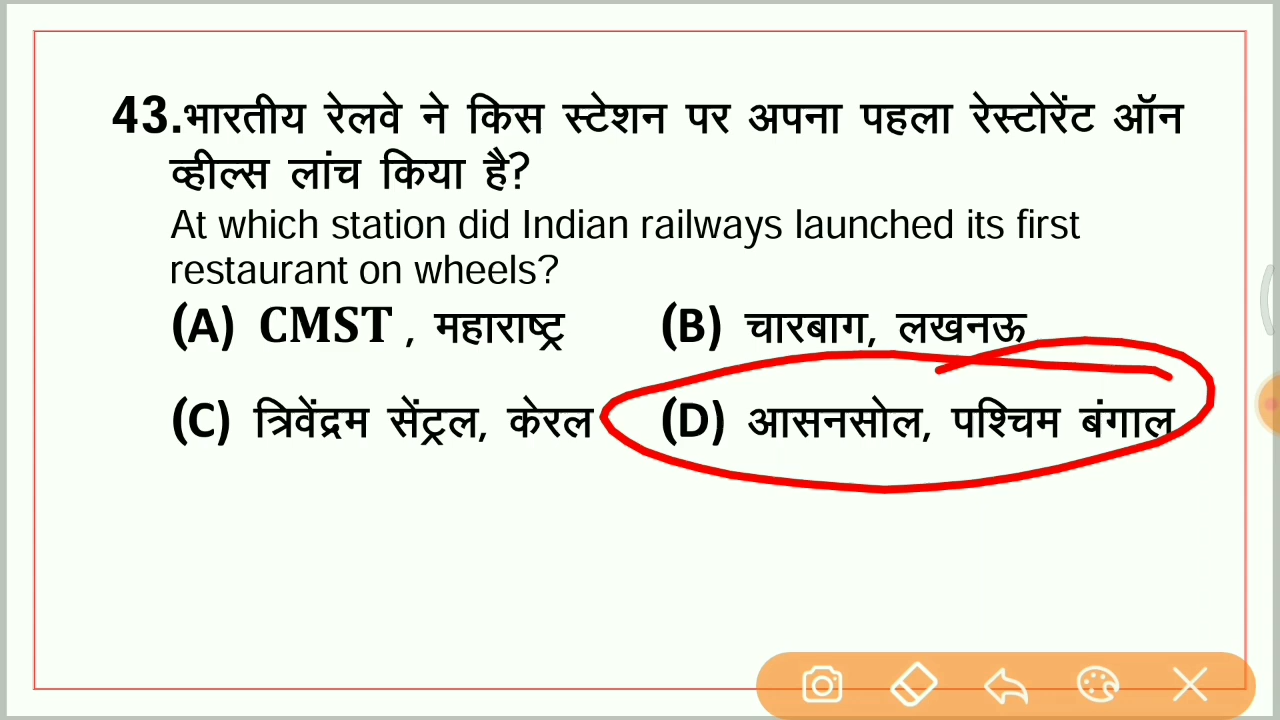 43.भारतीय रेलवे ने किस स्टेशन पर अपना पहला रेस्टोरेंट ऑन
व्हील्स लांच किया है?
At which station did Indian railways launched its first
restaurant on wheels?
(A) CMST , महाराष्ट्र (B) चारबाग, लखनऊ
(C) त्रिवेंद्रम सेंट्रल, केरल (D) आसनसोल, पश्चिम बंगाल